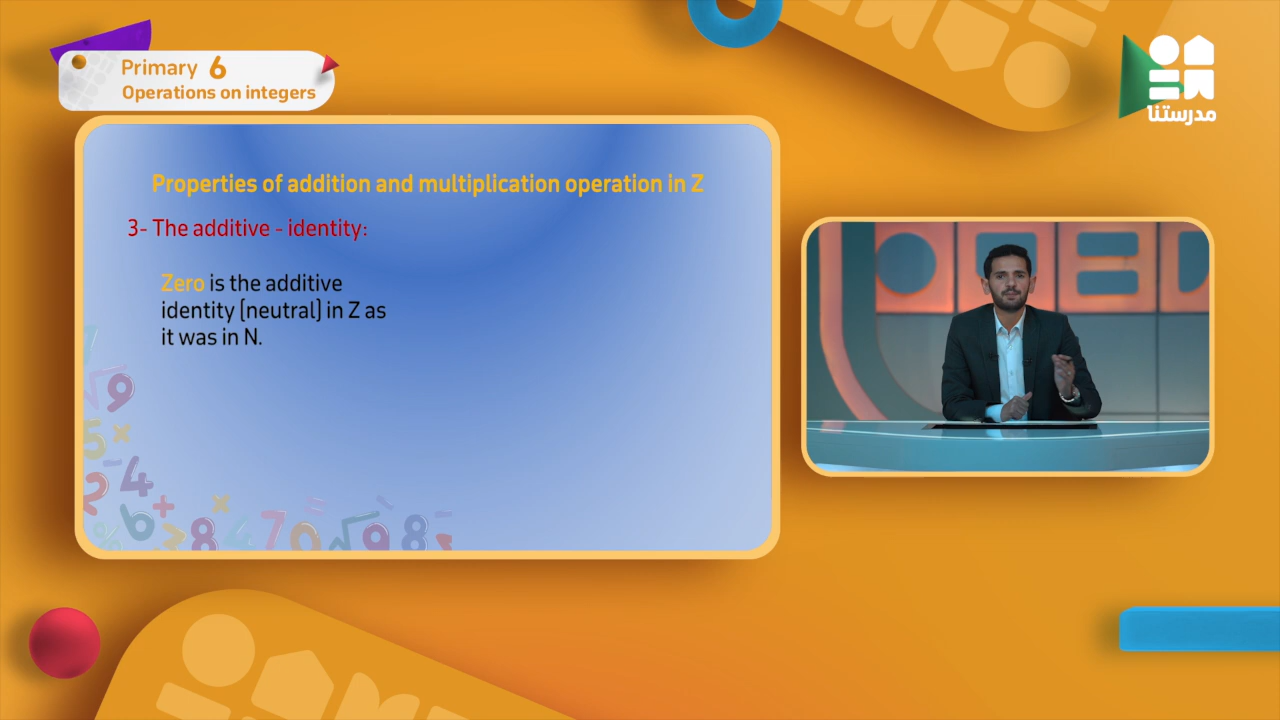 Primary 6
Operations on integers
مدرستنا
Properties of addition and multiplication operation in Z
3- The additive - identity:
Zero is the additive
identity (neutral) in Z as
it was in N.